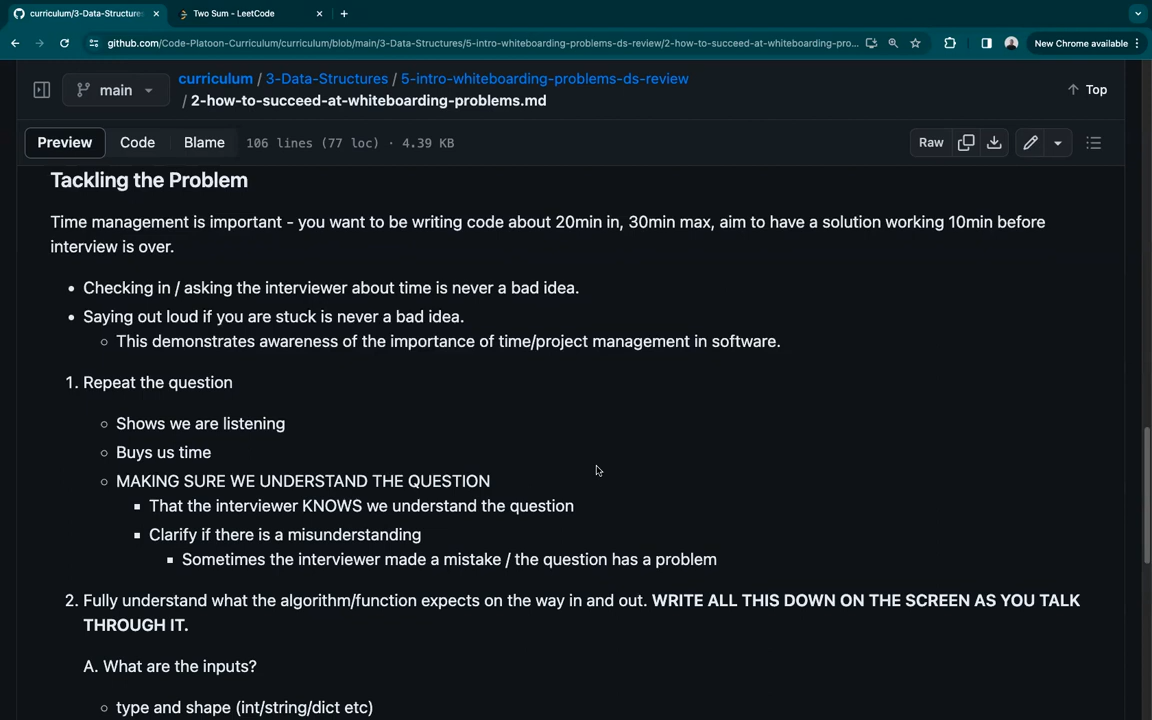 curriculum/3-Data-Structure
Two Sum - LeetCode
github.com/Code-Platoon-Curriculum/curriculum/blob/main/3-Data-Structures/5-intro-whiteboarding-problems-ds-review/2-how-to-succeed-at-whiteboarding-pro...
New Chrome available
main
curriculum / 3-Data-Structures / 5-intro-whiteboarding-problems-ds-review
/ 2-how-to-succeed-at-whiteboarding-problems.md
Top
Preview Code Blame 106 lines (77 loc) · 4.39 KB Raw
Tackling the Problem
Time management is important - you want to be writing code about 20min in, 30min max, aim to have a solution working 10min before
interview is over.
• Checking in / asking the interviewer about time is never a bad idea.
• Saying out loud if you are stuck is never a bad idea.
○ This demonstrates awareness of the importance of time/project management in software.
1. Repeat the question
○ Shows we are listening
○ Buys us time
○ MAKING SURE WE UNDERSTAND THE QUESTION
▪ That the interviewer KNOWS we understand the question
▪ Clarify if there is a misunderstanding
▪ Sometimes the interviewer made a mistake / the question has a problem
2. Fully understand what the algorithm/function expects on the way in and out. WRITE ALL THIS DOWN ON THE SCREEN AS YOU TALK
THROUGH IT.
A. What are the inputs?
○ type and shape (int/string/dict etc)